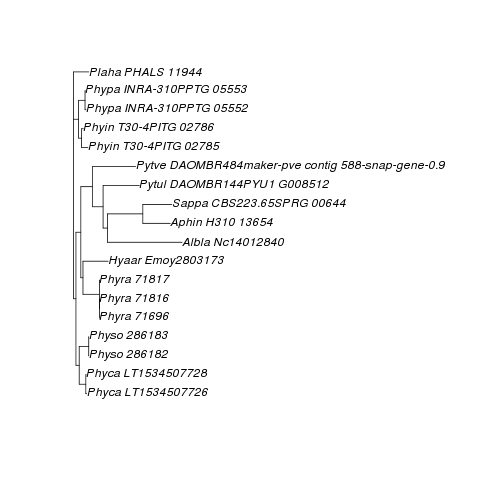 Plaha PHALS 11944
Phypa INRA-310PPTG 05553
Phypa INRA-310PPTG 05552
Phyin T30-4PITG 02786
Phyin T30-4PITG 02785
Pytve DAOMBR484maker-pve contig 588-snap-gene-0.9
Pytul DAOMBR144PYU1 G008512
Sappa CBS223.65SPRG 00644
Aphin H310 13654
Albla Nc14012840
Hyaar Emoy2803173
Phyra 71817
Phyra 71816
Phyra 71696
Physo 286183
Physo 286182
Phyca LT1534507728
Phyca LT1534507726